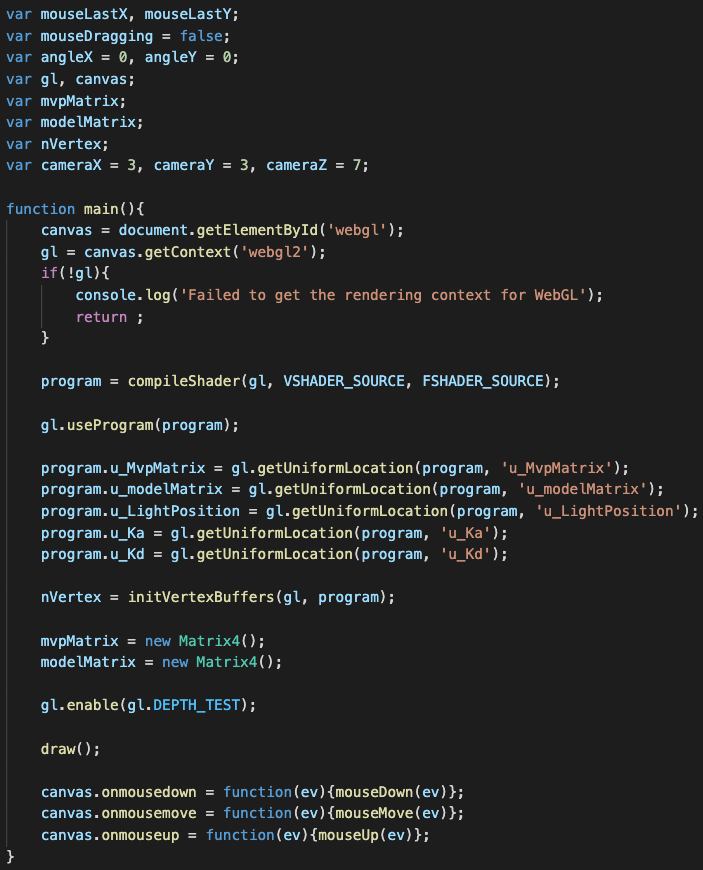 var mouseLastX, mouseLastY;
var mouseDragging = false;
var angleX = 0, angleY = 0;
var gl, canvas;
var mvpMatrix;
var modelMatrix;
var nVertex;
var cameraX = 3, cameraY = 3, cameraZ = 7;

function main(){
    canvas = document.getElementById('webgl');
    gl = canvas.getContext('webgl2');
    if(!gl){
        console.log('Failed to get the rendering context for WebGL');
        return ;
    }

    program = compileShader(gl, VSHADER_SOURCE, FSHADER_SOURCE);

    gl.useProgram(program);

    program.u_MvpMatrix = gl.getUniformLocation(program, 'u_MvpMatrix');
    program.u_modelMatrix = gl.getUniformLocation(program, 'u_modelMatrix');
    program.u_LightPosition = gl.getUniformLocation(program, 'u_LightPosition');
    program.u_Ka = gl.getUniformLocation(program, 'u_Ka');
    program.u_Kd = gl.getUniformLocation(program, 'u_Kd');

    nVertex = initVertexBuffers(gl, program);

    mvpMatrix = new Matrix4();
    modelMatrix = new Matrix4();

    gl.enable(gl.DEPTH_TEST);

    draw();

    canvas.onmousedown = function(ev){mouseDown(ev)};
    canvas.onmousemove = function(ev){mouseMove(ev)};
    canvas.onmouseup = function(ev){mouseUp(ev)};
}